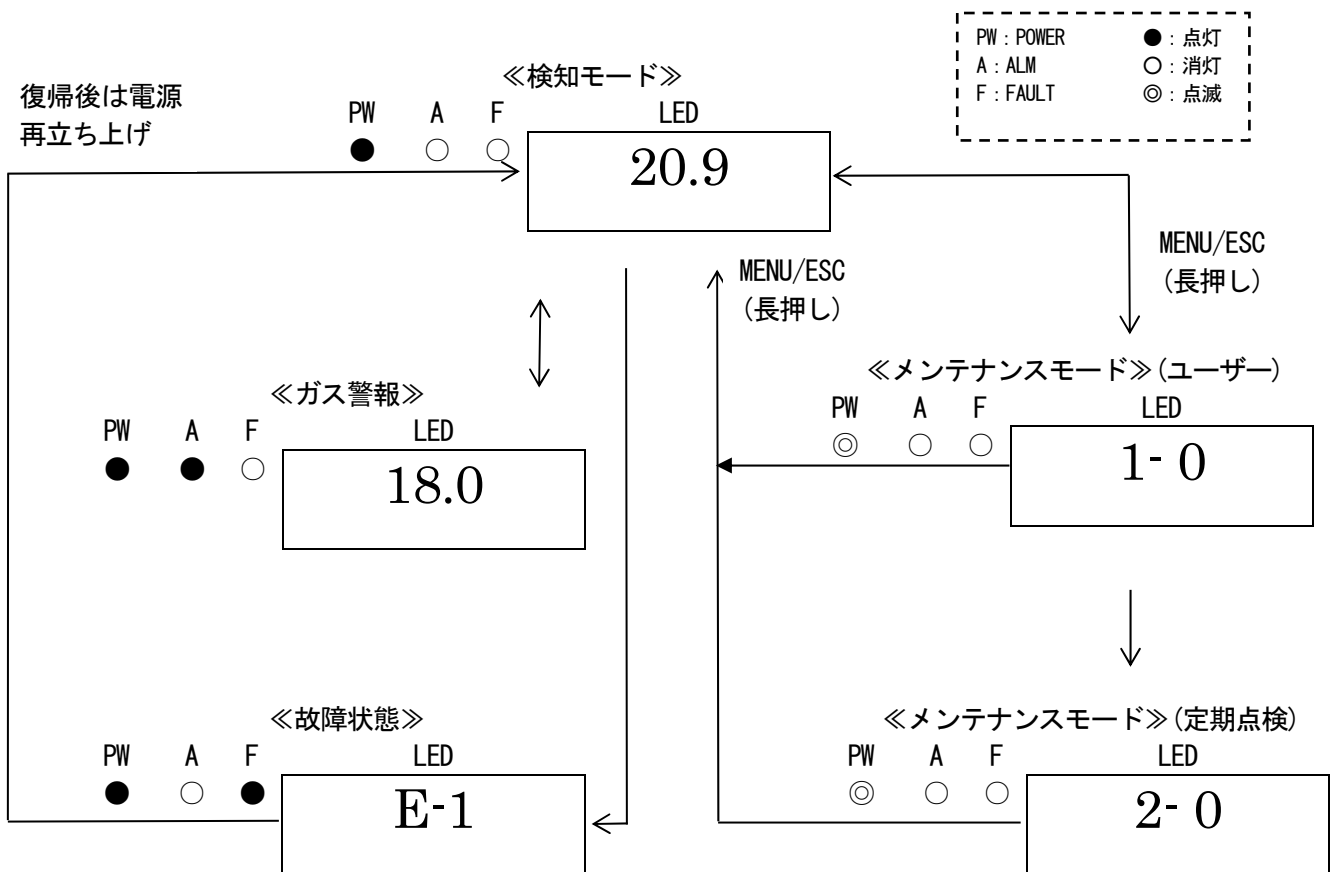 PW：POWER ●：点灯
A：ALM ○：消灯
F：FAULT ◎：点滅
≪検知モード≫
復帰後は電源
再立ち上げ
PW A F LED
● ○ ○ 20.9
MENU/ESC
(長押し)
MENU/ESC
(長押し)
≪ガス警報≫
PW A F LED
● ● ○ 18.0
≪メンテナンスモード≫(ユーザー)
PW A F LED
◎ ○ ○ 1- 0
≪故障状態≫
PW A F LED
● ○ ● E-1
≪メンテナンスモード≫(定期点検)
PW A F LED
◎ ○ ○ 2- 0